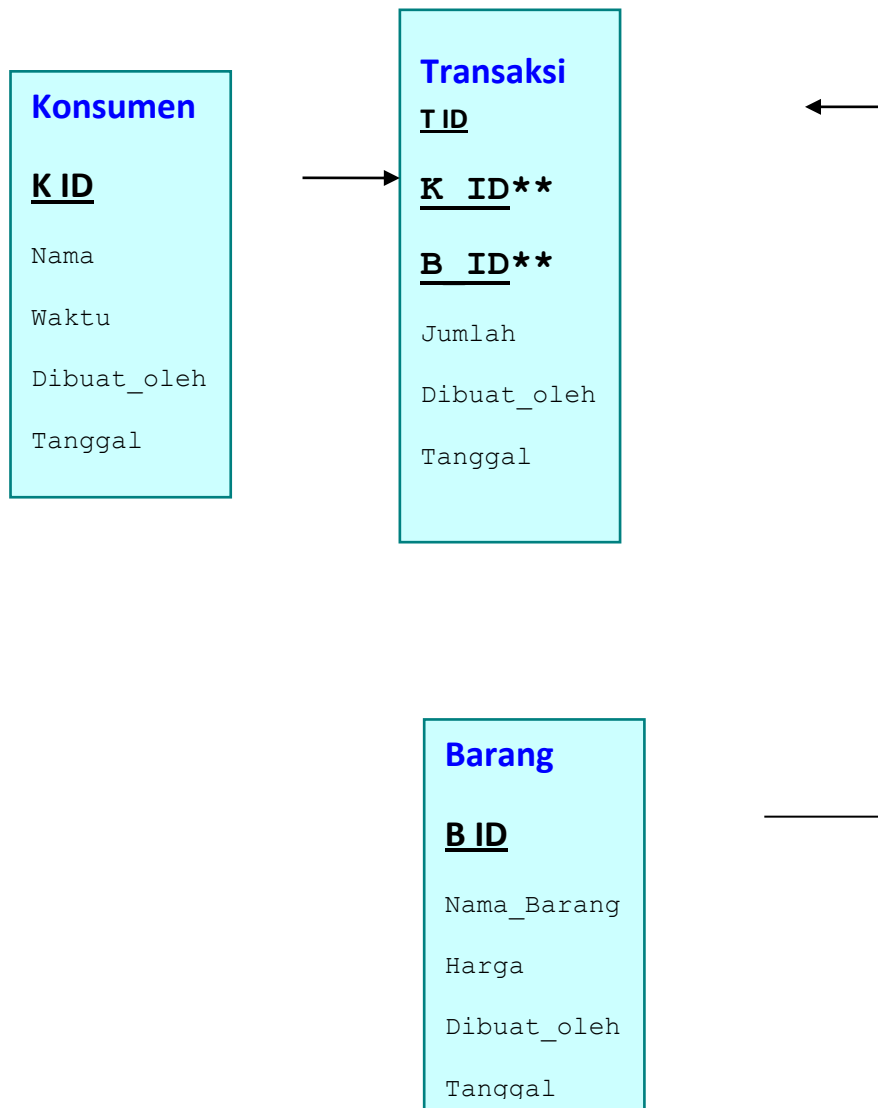 Konsumen
K ID
Nama
Waktu
Dibuat_oleh
Tanggal
Transaksi
T ID
K_ID**
B_ID**
Jumlah
Dibuat_oleh
Tanggal
Barang
B ID
Nama_Barang
Harga
Dibuat_oleh
Tanggal